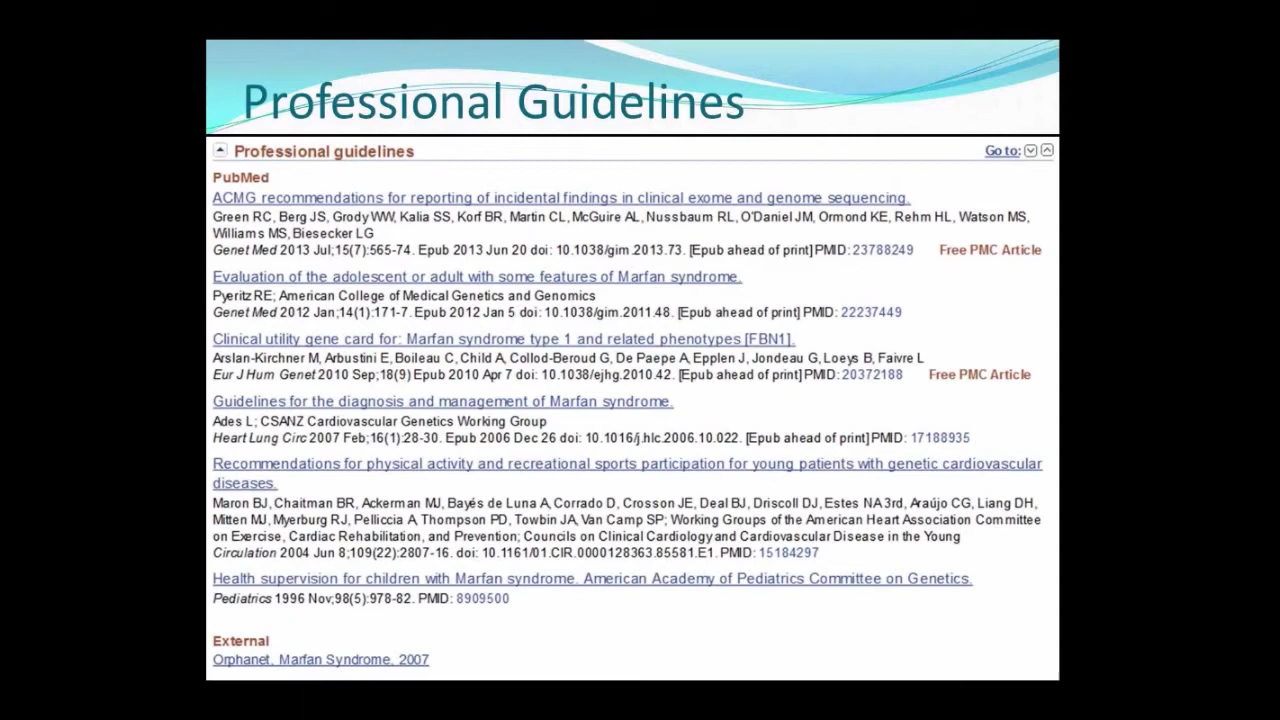 Professional Guidelines
Professional guidelines
Go to:
PubMed
ACMG recommendations for reporting of incidental findings in clinical exome and genome sequencing.
Green RC, Berg JS, Grody WW, Kalia SS, Korf BR, Martin CL, McGuire AL, Nussbaum RL, O'Daniel JM, Ormond KE, Rehm HL, Watson MS,
Williams MS, Biesecker LG
Genet Med 2013 Jul;15(7):565-74. Epub 2013 Jun 20 doi: 10.1038/gim.2013.73. [Epub ahead of print] PMID: 23788249 Free PMC Article
Evaluation of the adolescent or adult with some features of Marfan syndrome.
Pyeritz RE; American College of Medical Genetics and Genomics
Genet Med 2012 Jan;14(1):171-7. Epub 2012 Jan 5 doi: 10.1038/gim.2011.48. [Epub ahead of print] PMID: 22237449
Clinical utility gene card for: Marfan syndrome type 1 and related phenotypes [FBN1].
Arslan-Kirchner M, Arbustini E, Boileau C, Child A, Collod-Beroud G, De Paepe A, Epplen J, Jondeau G, Loeys B, Faivre L
Eur J Hum Genet 2010 Sep;18(9) Epub 2010 Apr 7 doi: 10.1038/ejhg.2010.42. [Epub ahead of print] PMID: 20372188 Free PMC Article
Guidelines for the diagnosis and management of Marfan syndrome.
Ades L; CSANZ Cardiovascular Genetics Working Group
Heart Lung Circ 2007 Feb;16(1):28-30. Epub 2006 Dec 26 doi: 10.1016/j.hlc.2006.10.022. [Epub ahead of print] PMID: 17188935
Recommendations for physical activity and recreational sports participation for young patients with genetic cardiovascular
diseases.
Maron BJ, Chaitman BR, Ackerman MJ, Bayés de Luna A, Corrado D, Crosson JE, Deal BJ, Driscoll DJ, Estes NA 3rd, Araújo CG, Liang DH,
Mitten MJ, Myerburg RJ, Pelliccia A, Thompson PD, Towbin JA, Van Camp SP; Working Groups of the American Heart Association Committee
on Exercise, Cardiac Rehabilitation, and Prevention; Councils on Clinical Cardiology and Cardiovascular Disease in the Young
Circulation 2004 Jun 8;109(22):2807-16. doi: 10.1161/01.CIR.0000128363.85581.E1. PMID: 15184297
Health supervision for children with Marfan syndrome. American Academy of Pediatrics Committee on Genetics.
Pediatrics 1996 Nov;98(5):978-82. PMID: 8909500
External
Orphanet, Marfan Syndrome, 2007